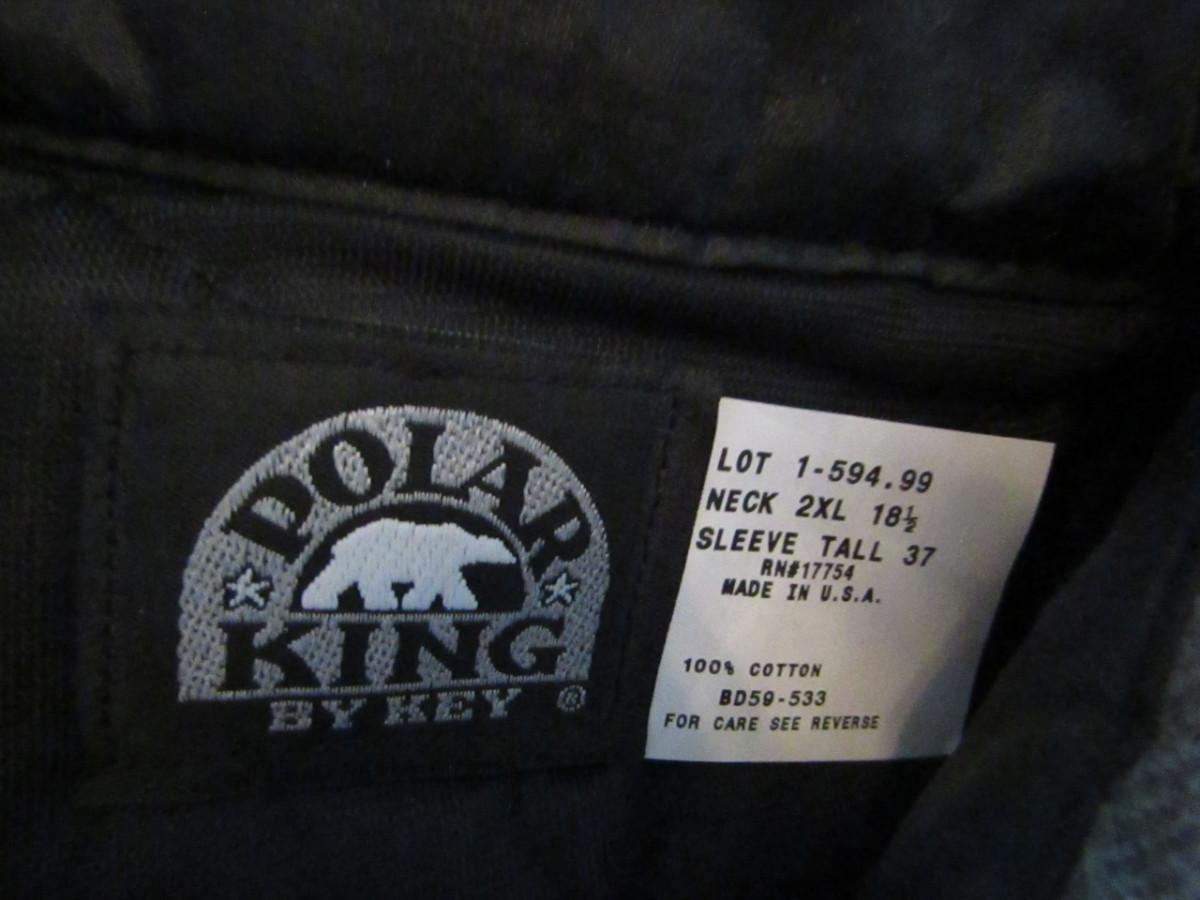 POLAR
KING
BY KEY ®
LOT 1-594.99
NECK 2XL 18½
SLEEVE TALL 37
RN#17754
MADE IN U.S.A.
100% COTTON
BD59-533
FOR CARE SEE REVERSE